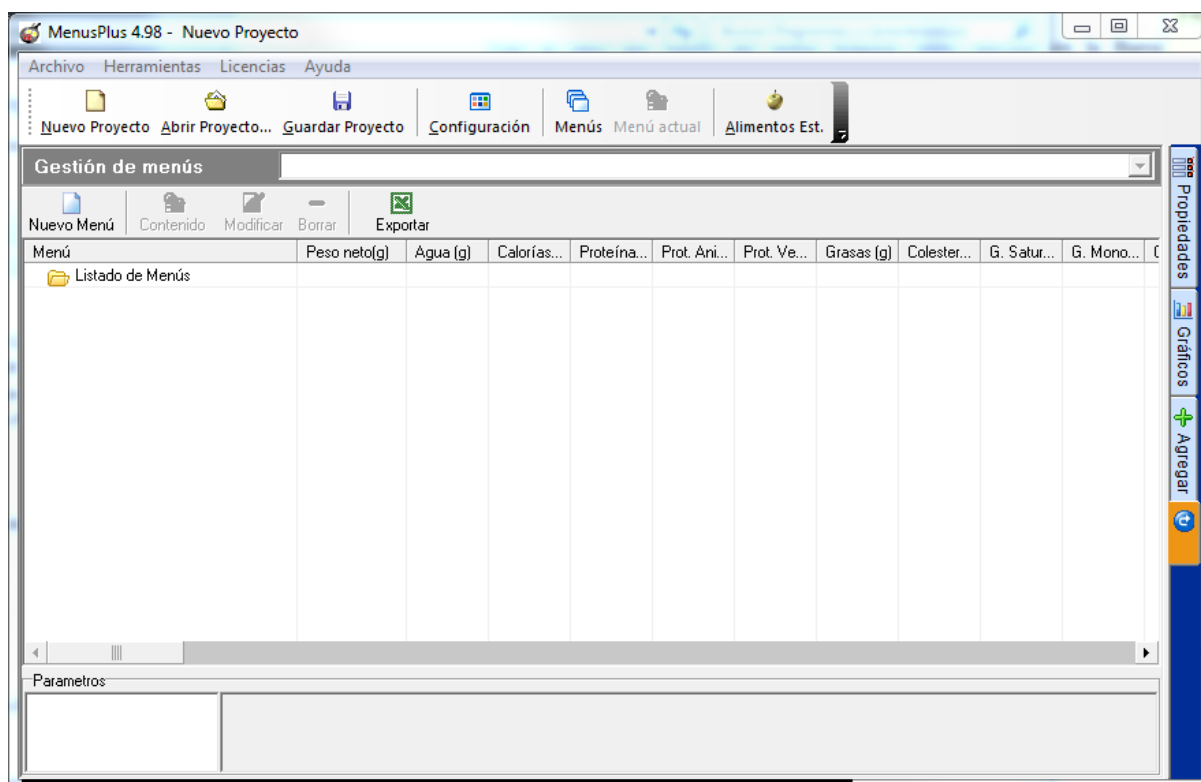 MenusPlus 4.98 - Nuevo Proyecto
Archivo Herramientas Licencias Ayuda
Nuevo Proyecto Abrir Proyecto... Guardar Proyecto Configuración Menús Menú actual Alimentos Est.
Gestión de menús
Nuevo Menú Contenido Modificar Borrar Exportar
Menú Peso neto(g) Agua (g) Calorías... Proteína... Prot. Ani... Prot. Ve... Grasas (g) Colester... G. Satur... G. Mono...
Listado de Menús
Parametros
Propiedades
Gráficos
Agregar